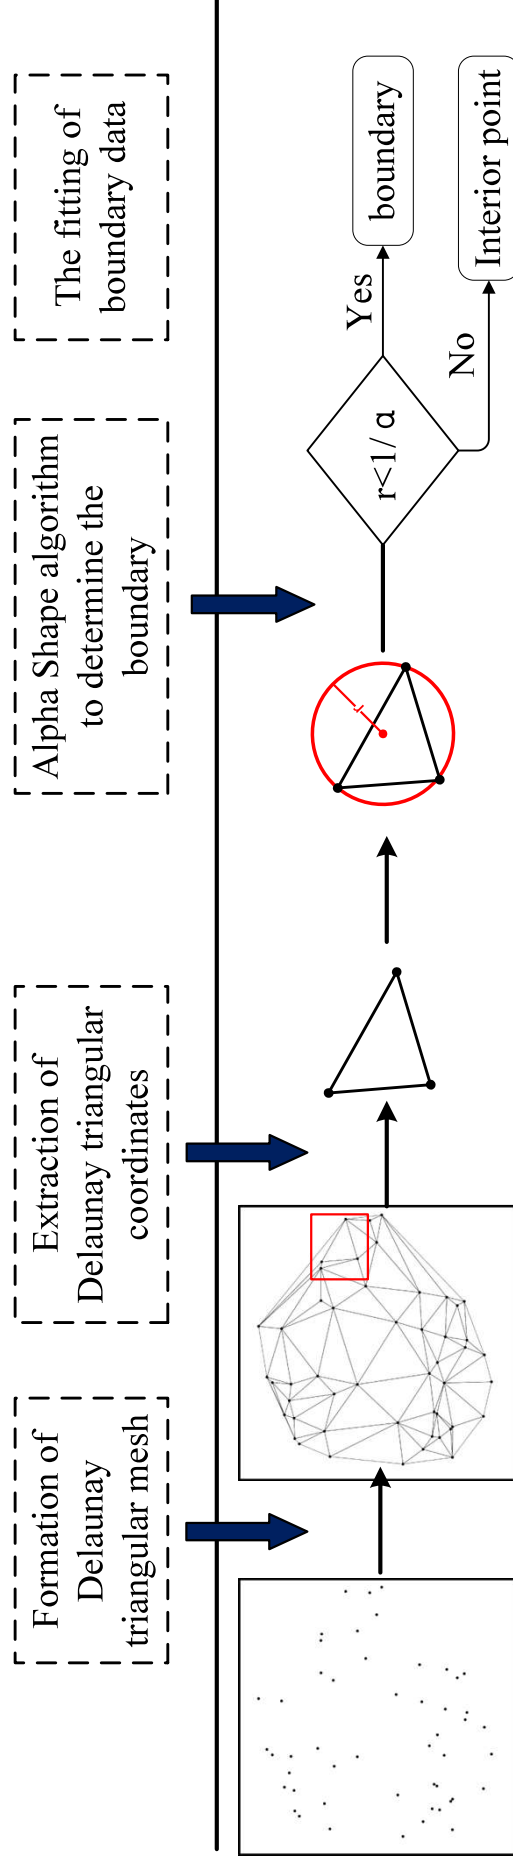 Formation of
Delaunay
triangular mesh
Extraction of
Delaunay triangular
coordinates
Alpha Shape algorithm
to determine the
boundary
The fitting of
boundary data
r
r<1/ α
Yes
boundary
No
Interior point